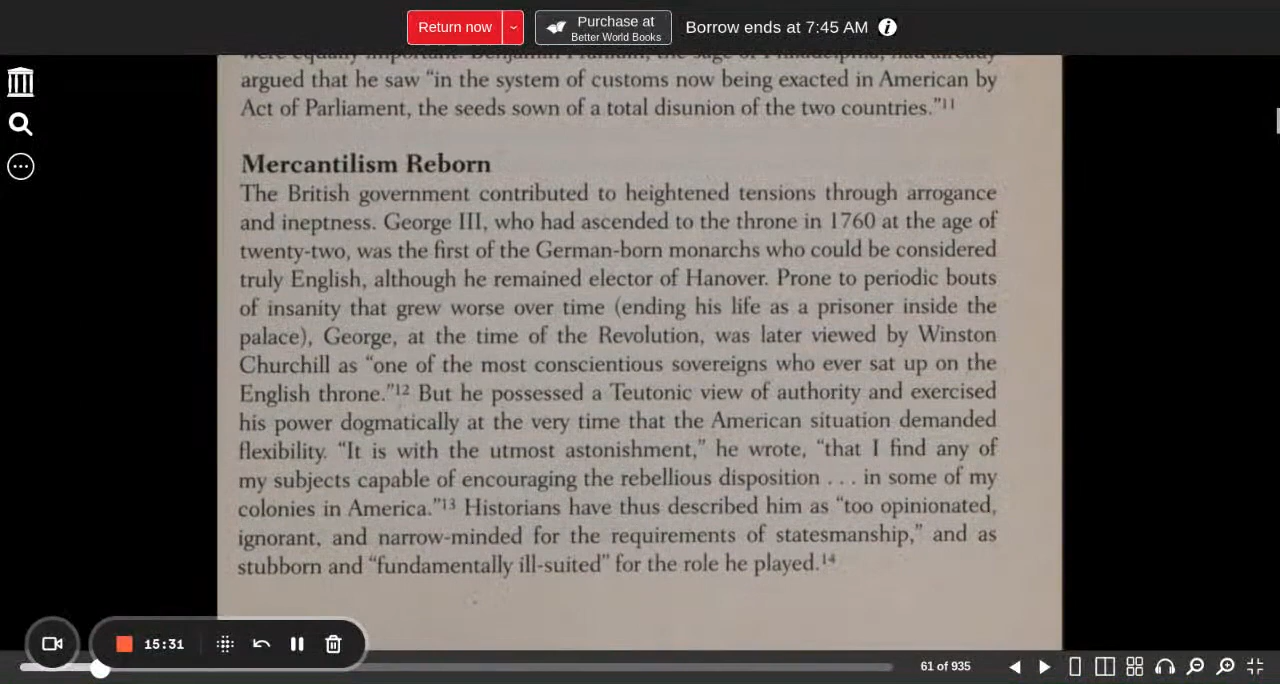 Return now
Purchase at
Better World Books
Borrow ends at 7:45 AM
were equally important. Benjamin Franklin, the sage of Philadelphia, had already
argued that he saw “in the system of customs now being exacted in American by
Act of Parliament, the seeds sown of a total disunion of the two countries.”11
Mercantilism Reborn
The British government contributed to heightened tensions through arrogance
and ineptness. George III, who had ascended to the throne in 1760 at the age of
twenty-two, was the first of the German-born monarchs who could be considered
truly English, although he remained elector of Hanover. Prone to periodic bouts
of insanity that grew worse over time (ending his life as a prisoner inside the
palace), George, at the time of the Revolution, was later viewed by Winston
Churchill as “one of the most conscientious sovereigns who ever sat up on the
English throne.”12 But he possessed a Teutonic view of authority and exercised
his power dogmatically at the very time that the American situation demanded
flexibility. “It is with the utmost astonishment,” he wrote, “that I find any of
my subjects capable of encouraging the rebellious disposition . . . in some of my
colonies in America.”13 Historians have thus described him as “too opinionated,
ignorant, and narrow-minded for the requirements of statesmanship,” and as
stubborn and “fundamentally ill-suited” for the role he played.14
15:31
61 of 935